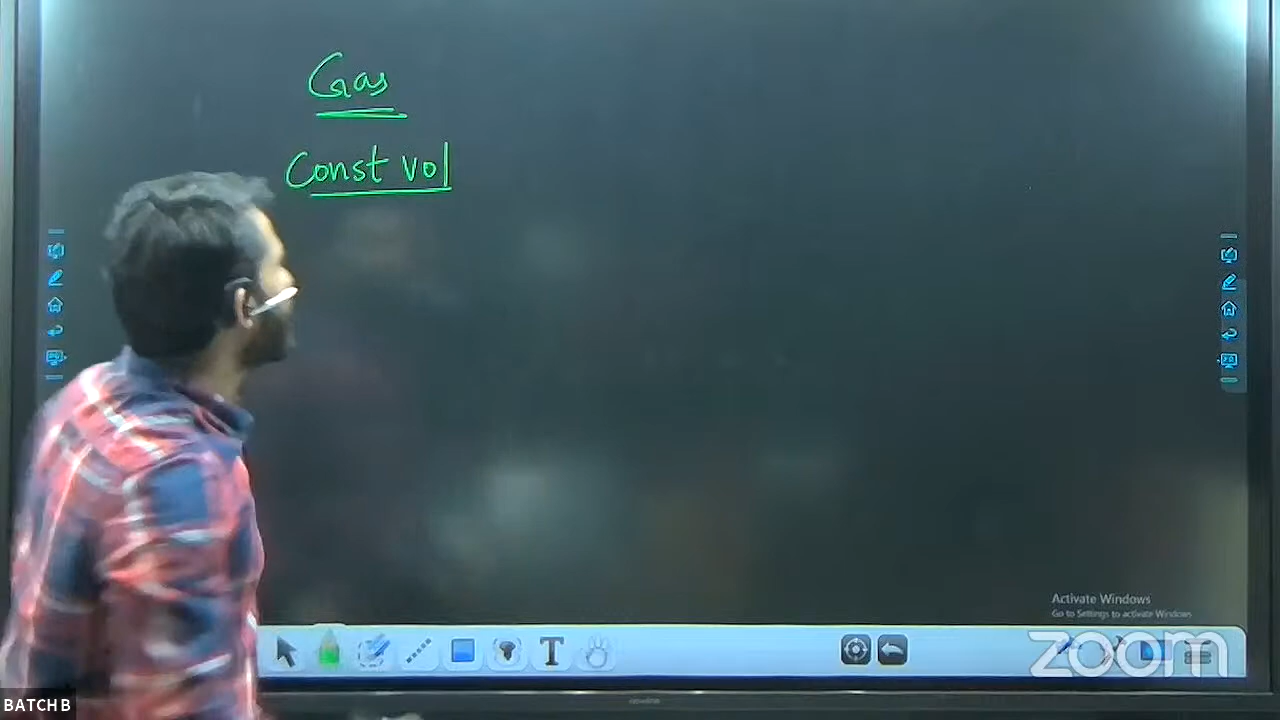 Gas
Const vol
Activate Windows
Go to Settings to activate Windows
zoom
T
BATCH B